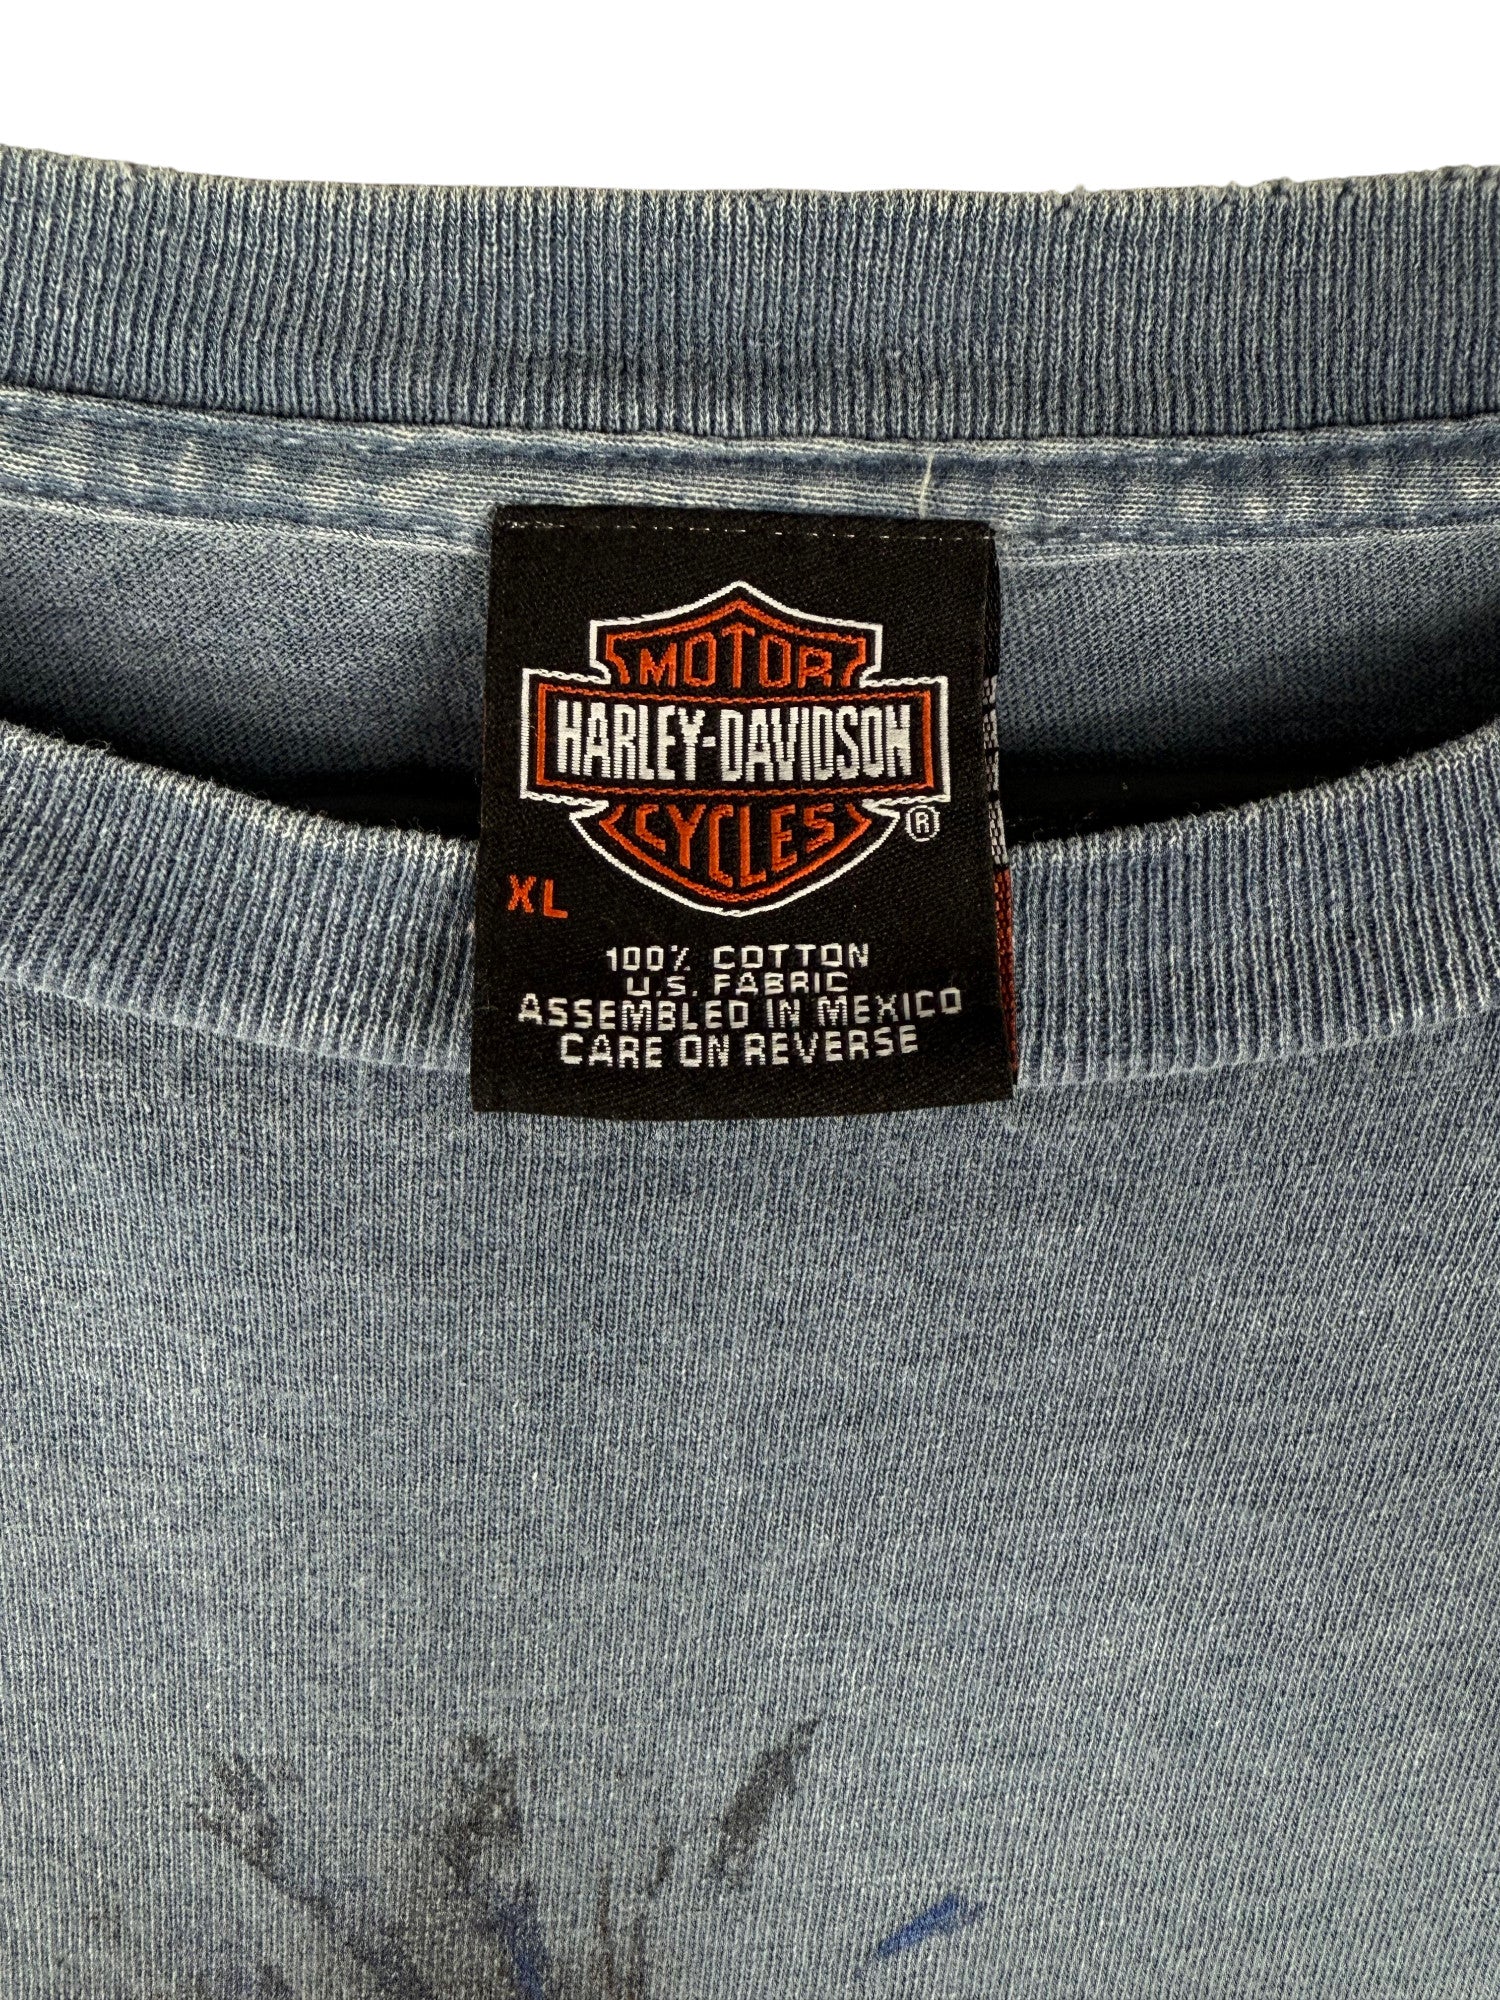 MOTOR
HARLEY-DAVIDSON
CYCLES
®
XL
100% COTTON
U.S. FABRIC
ASSEMBLED IN MEXICO
CARE ON REVERSE